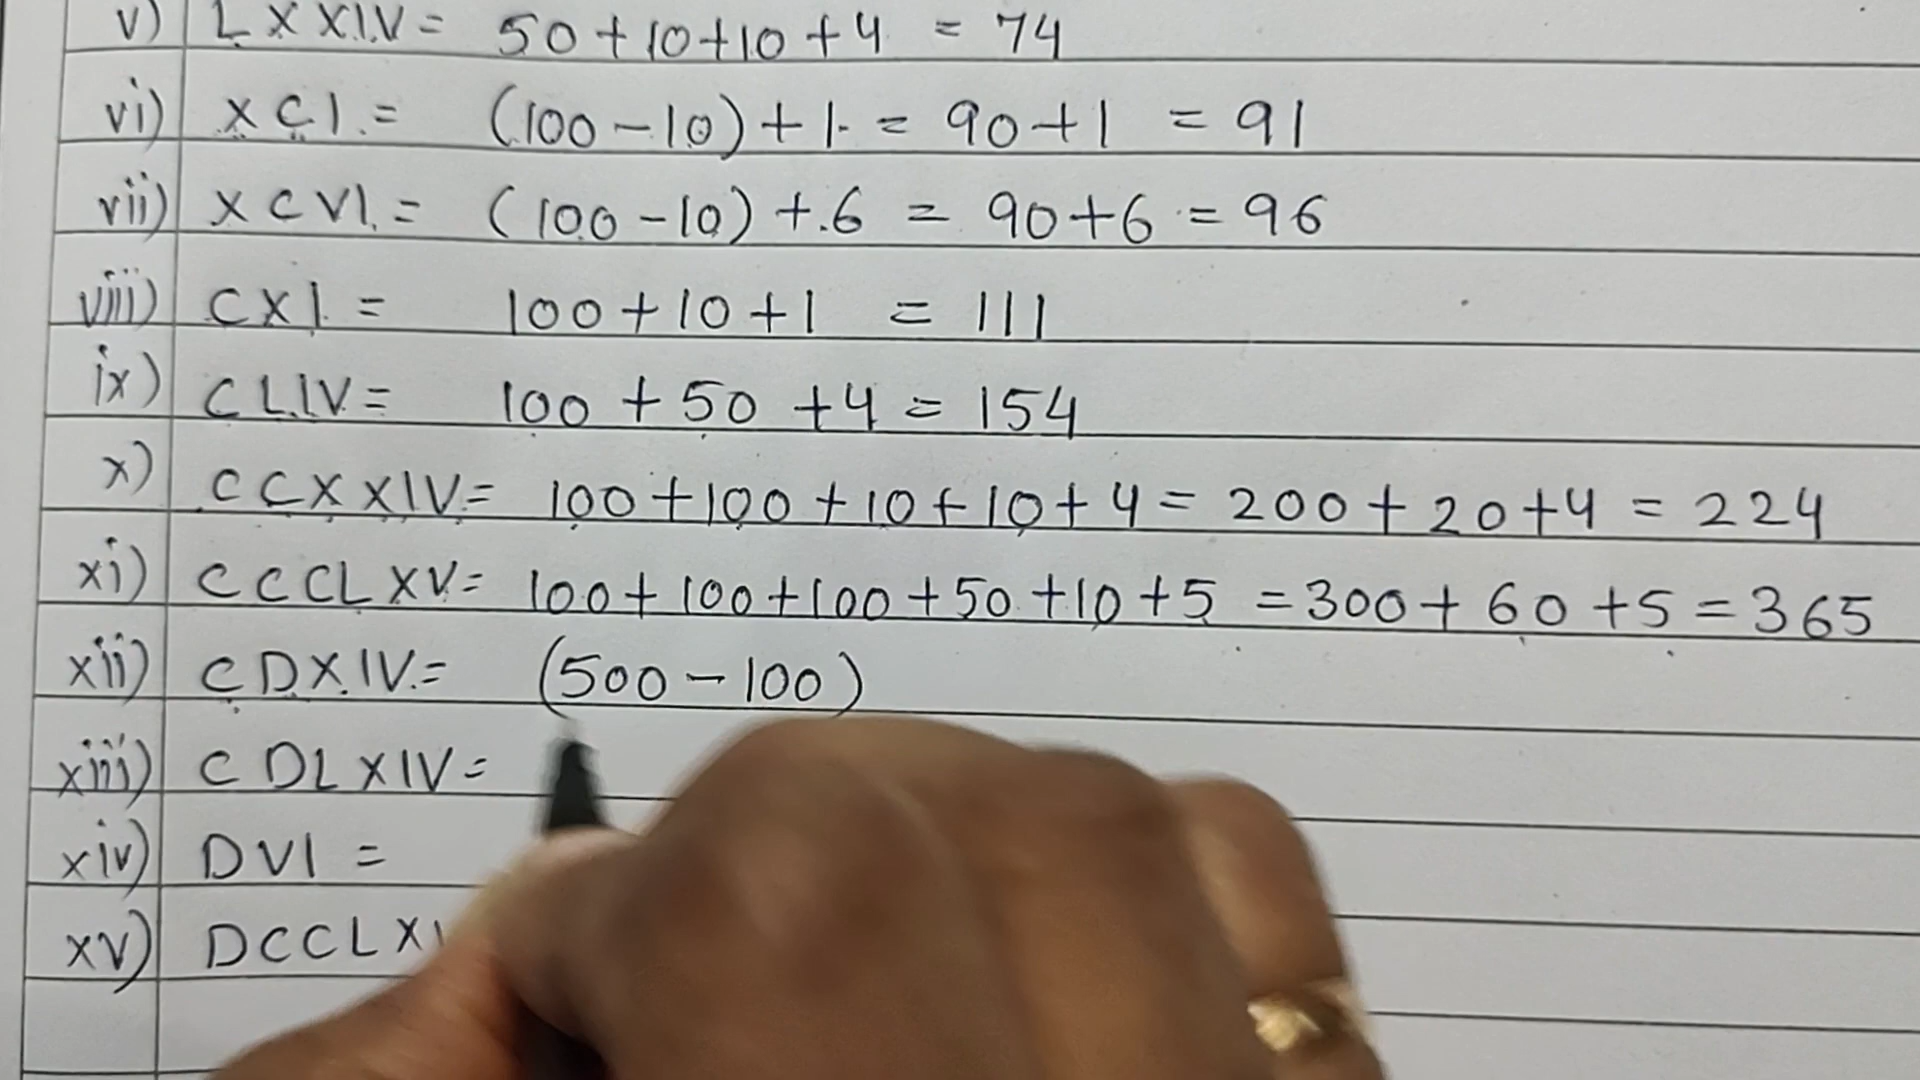 v) LXXIV = 50+10+10+4 = 74
vi) XCI = (100-10)+1 = 90+1 = 91
vii) XCVI = (100-10)+6 = 90+6 = 96
viii) CXI = 100+10+1 = 111
ix) CLIV = 100+50+4 = 154
x) CCXXIV = 100+100+10+10+4 = 200+20+4 = 224
xi) CCCLXV = 100+100+100+50+10+5 = 300+60+5 = 365
xii) CDXIV = (500-100)
xiii) CDLXIV =
xiv) DVI =
xv) DCCLX